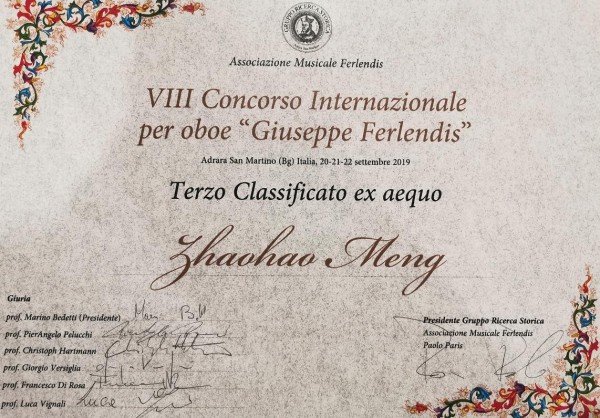 GRUPPO RICERCA STORICA
Associazione Musicale Ferlendis
VIII Concorso Internazionale
per oboe “Giuseppe Ferlendis”
Adrara San Martino (Bg) Italia, 20-21-22 settembre 2019
Terzo Classificato ex aequo
Zhaohao Meng
Giuria
prof. Marino Bedetti (Presidente)
prof. PierAngelo Pelucchi
prof. Christoph Hartmann
prof. Giorgio Versiglia
prof. Francesco Di Rosa
prof. Luca Vignali
Presidente Gruppo Ricerca Storica
Associazione Musicale Ferlendis
Paolo Paris